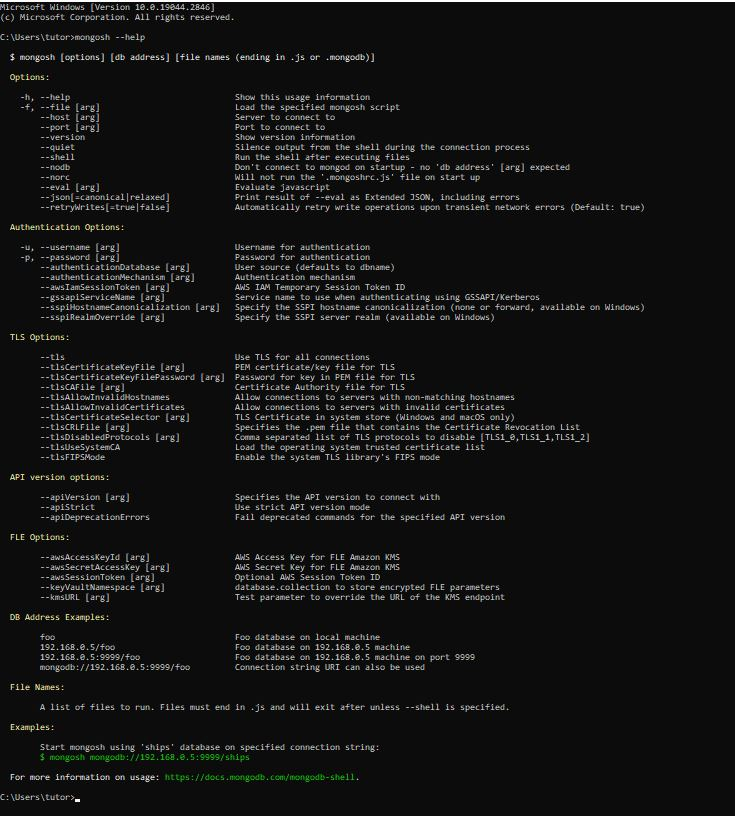 Microsoft Windows [Version 10.0.19044.2846]
(c) Microsoft Corporation. All rights reserved.
C:\Users\tutor>mongosh --help
$ mongosh [options] [db address] [file names (ending in .js or .mongodb)]
Options:
-h, --help Show this usage information
-f, --file [arg] Load the specified mongosh script
--host [arg] Server to connect to
--port [arg] Port to connect to
--version Show version information
--quiet Silence output from the shell during the connection process
--shell Run the shell after executing files
--nodb Don't connect to mongod on startup - no 'db address' [arg] expected
--norc Will not run the '.mongoshrc.js' file on start up
--eval [arg] Evaluate javascript
--json[=canonical|relaxed] Print result of --eval as Extended JSON, including errors
--retryWrites[=true|false] Automatically retry write operations upon transient network errors (Default: true)
Authentication Options:
-u, --username [arg] Username for authentication
-p, --password [arg] Password for authentication
--authenticationDatabase [arg] User source (defaults to dbname)
--authenticationMechanism [arg] Authentication mechanism
--awsIamSessionToken [arg] AWS IAM Temporary Session Token ID
--gssapiServiceName [arg] Service name to use when authenticating using GSSAPI/Kerberos
--sspiHostnameCanonicalization [arg] Specify the SSPI hostname canonicalization (none or forward, available on Windows)
--sspiRealmOverride [arg] Specify the SSPI server realm (available on Windows)
TLS Options:
--tls Use TLS for all connections
--tlsCertificateKeyFile [arg] PEM certificate/key file for TLS
--tlsCertificateKeyFilePassword [arg] Password for key in PEM file for TLS
--tlsCAFile [arg] Certificate Authority file for TLS
--tlsAllowInvalidHostnames Allow connections to servers with non-matching hostnames
--tlsAllowInvalidCertificates Allow connections to servers with invalid certificates
--tlsCertificateSelector [arg] TLS Certificate in system store (Windows and macOS only)
--tlsCRLFile [arg] Specifies the .pem file that contains the Certificate Revocation List
--tlsDisabledProtocols [arg] Comma separated list of TLS protocols to disable [TLS1_0,TLS1_1,TLS1_2]
--tlsUseSystemCA Load the operating system trusted certificate list
--tlsFIPSMode Enable the system TLS library's FIPS mode
API version options:
--apiVersion [arg] Specifies the API version to connect with
--apiStrict Use strict API version mode
--apiDeprecationErrors Fail deprecated commands for the specified API version
FLE Options:
--awsAccessKeyId [arg] AWS Access Key for FLE Amazon KMS
--awsSecretAccessKey [arg] AWS Secret Key for FLE Amazon KMS
--awsSessionToken [arg] Optional AWS Session Token ID
--keyVaultNamespace [arg] database.collection to store encrypted FLE parameters
--kmsURL [arg] Test parameter to override the URL of the KMS endpoint
DB Address Examples:
foo Foo database on local machine
192.168.0.5/foo Foo database on 192.168.0.5 machine
192.168.0.5:9999/foo Foo database on 192.168.0.5 machine on port 9999
mongodb://192.168.0.5:9999/foo Connection string URI can also be used
File Names:
A list of files to run. Files must end in .js and will exit after unless --shell is specified.
Examples:
Start mongosh using 'ships' database on specified connection string:
$ mongosh mongodb://192.168.0.5:9999/ships
For more information on usage: https://docs.mongodb.com/mongodb-shell.
C:\Users\tutor>